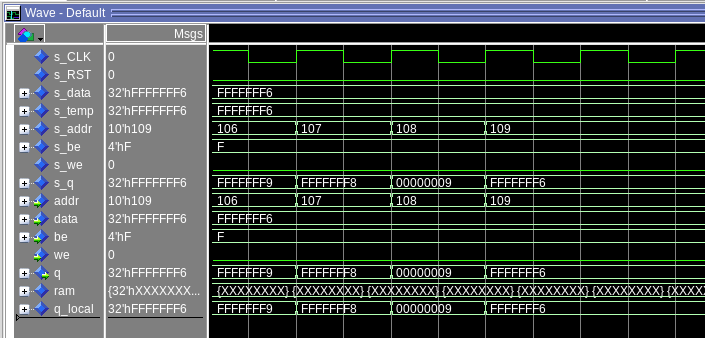 Wave - Default
Msgs
s_CLK 0
s_RST 0
s_data 32'hFFFFFFF6 FFFFFFF6
s_temp 32'hFFFFFFF6 FFFFFFF6
s_addr 10'h109 106 107 108 109
s_be 4'hF F
s_we 0
s_q 32'hFFFFFFF6 FFFFFFF9 FFFFFFF8 00000009 FFFFFFF6
addr 10'h109 106 107 108 109
data 32'hFFFFFFF6 FFFFFFF6
be 4'hF F
we 0
q 32'hFFFFFFF6 FFFFFFF9 FFFFFFF8 00000009 FFFFFFF6
ram {32'hXXXXXXX... {XXXXXXXX} {XXXXXXXX} {XXXXXXXX} {XXXXXXXX} {XXXXXXXX} {XXXXXXXX} {XXXX
q_local 32'hFFFFFFF6 FFFFFFF9 FFFFFFF8 00000009 FFFFFFF6